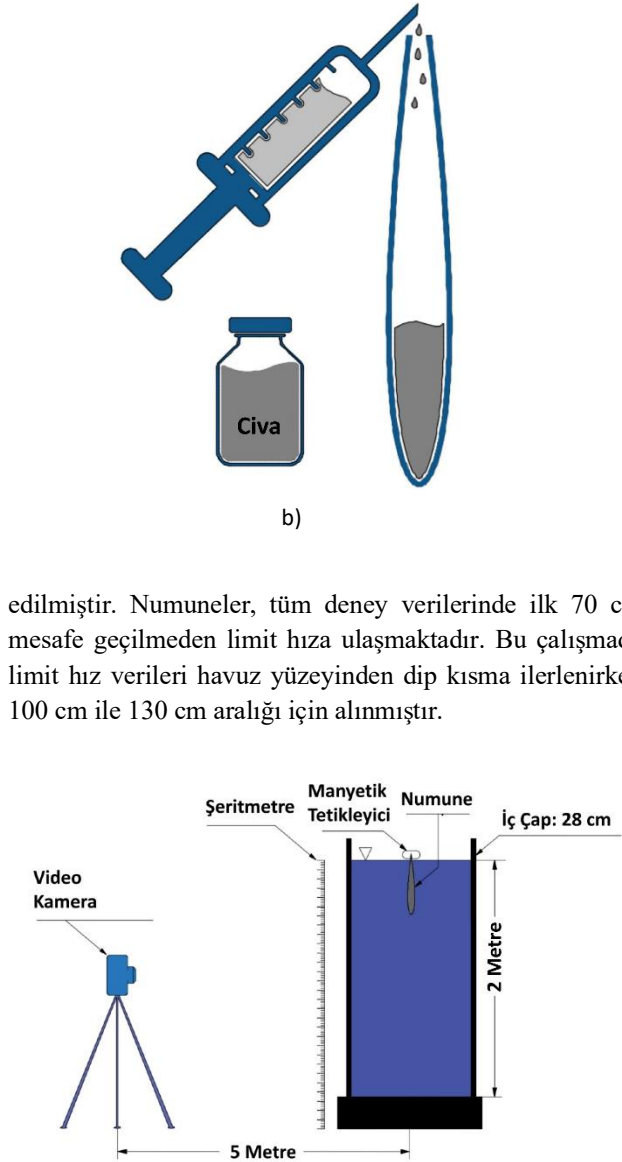 Civa
b)
edilmiştir. Numuneler, tüm deney verilerinde ilk 70 c
mesafe geçilmeden limit hıza ulaşmaktadır. Bu çalışmad
limit hız verileri havuz yüzeyinden dip kısma ilerlenirke
100 cm ile 130 cm aralığı için alınmıştır.
Şeritmetre
Manyetik
Tetikleyici
Numune
İç Çap: 28 cm
Video
Kamera
2 Metre
5 Metre